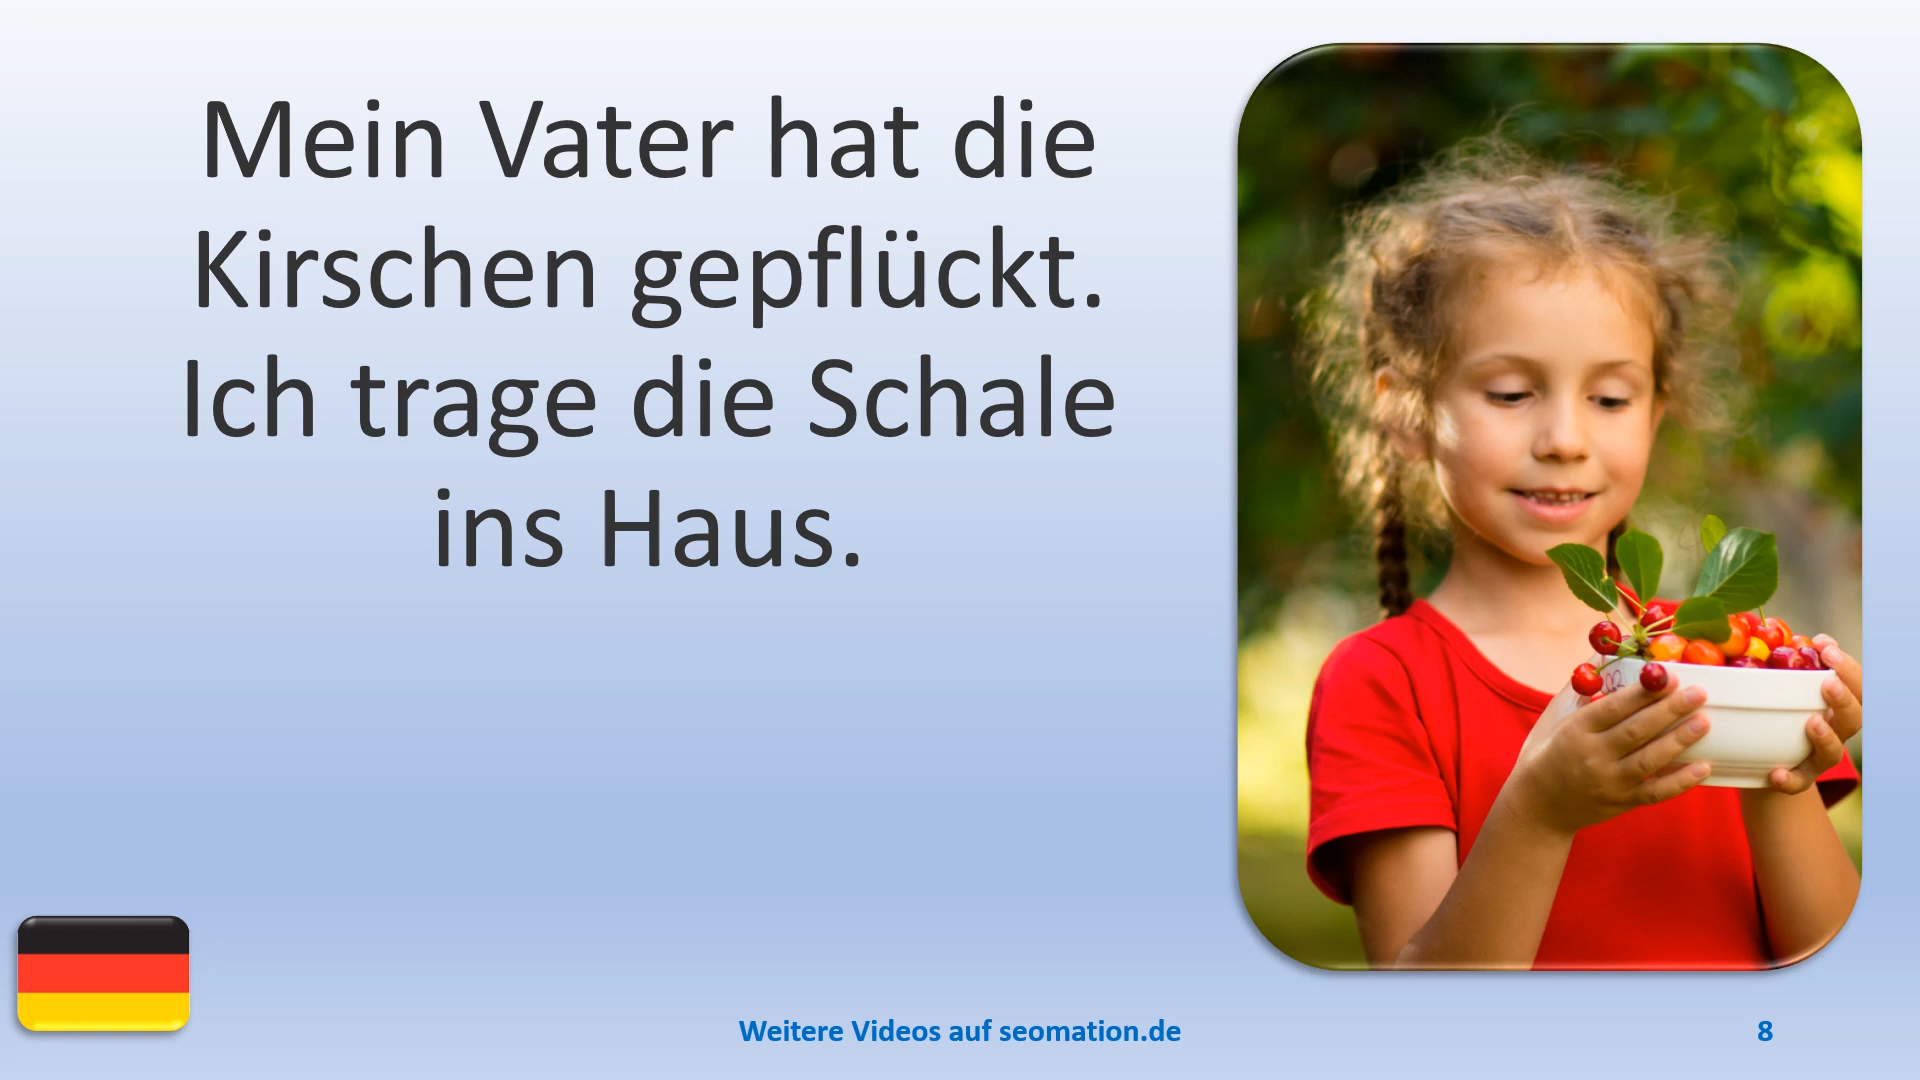 Mein Vater hat die
Kirschen gepflückt.
Ich trage die Schale
ins Haus.
Weitere Videos auf seomation.de
8